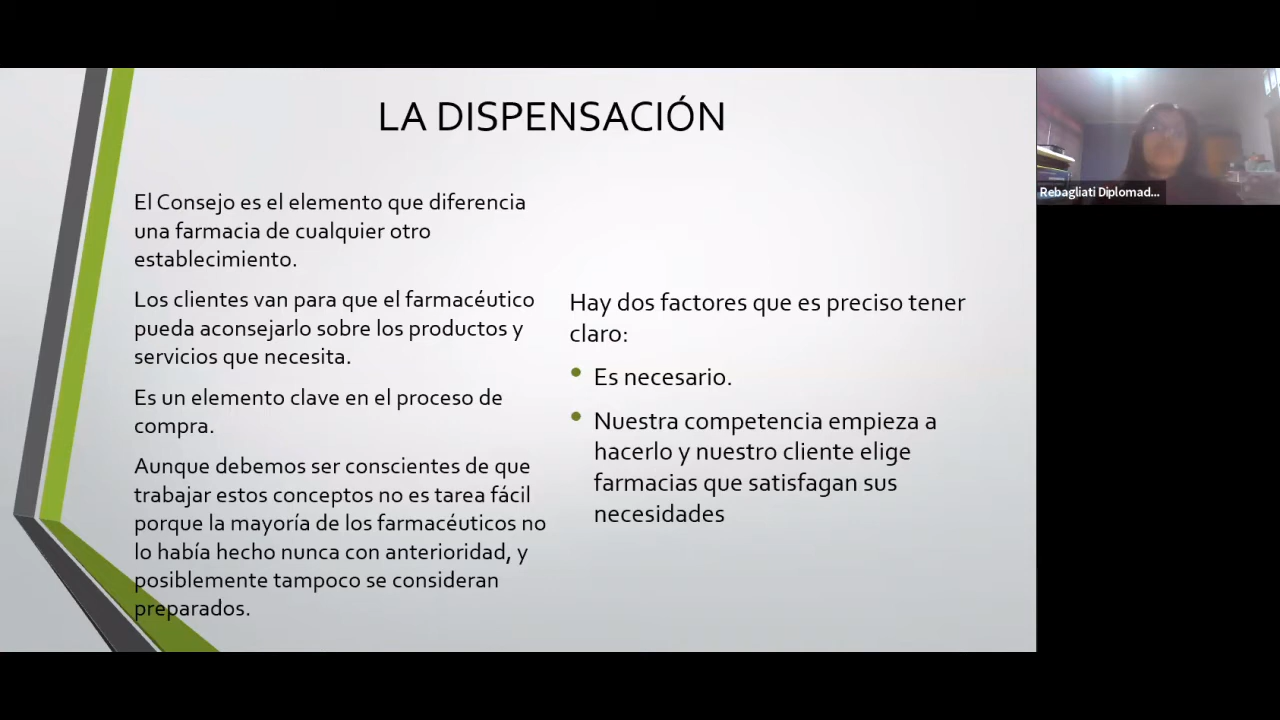 LA DISPENSACIÓN
El Consejo es el elemento que diferencia
una farmacia de cualquier otro
establecimiento.
Los clientes van para que el farmacéutico
pueda aconsejarlo sobre los productos y
servicios que necesita.
Es un elemento clave en el proceso de
compra.
Aunque debemos ser conscientes de que
trabajar estos conceptos no es tarea fácil
porque la mayoría de los farmacéuticos no
lo había hecho nunca con anterioridad, y
posiblemente tampoco se consideran
preparados.
Hay dos factores que es preciso tener
claro:
• Es necesario.
• Nuestra competencia empieza a
hacerlo y nuestro cliente elige
farmacias que satisfagan sus
necesidades
Rebagliati Diplomad...